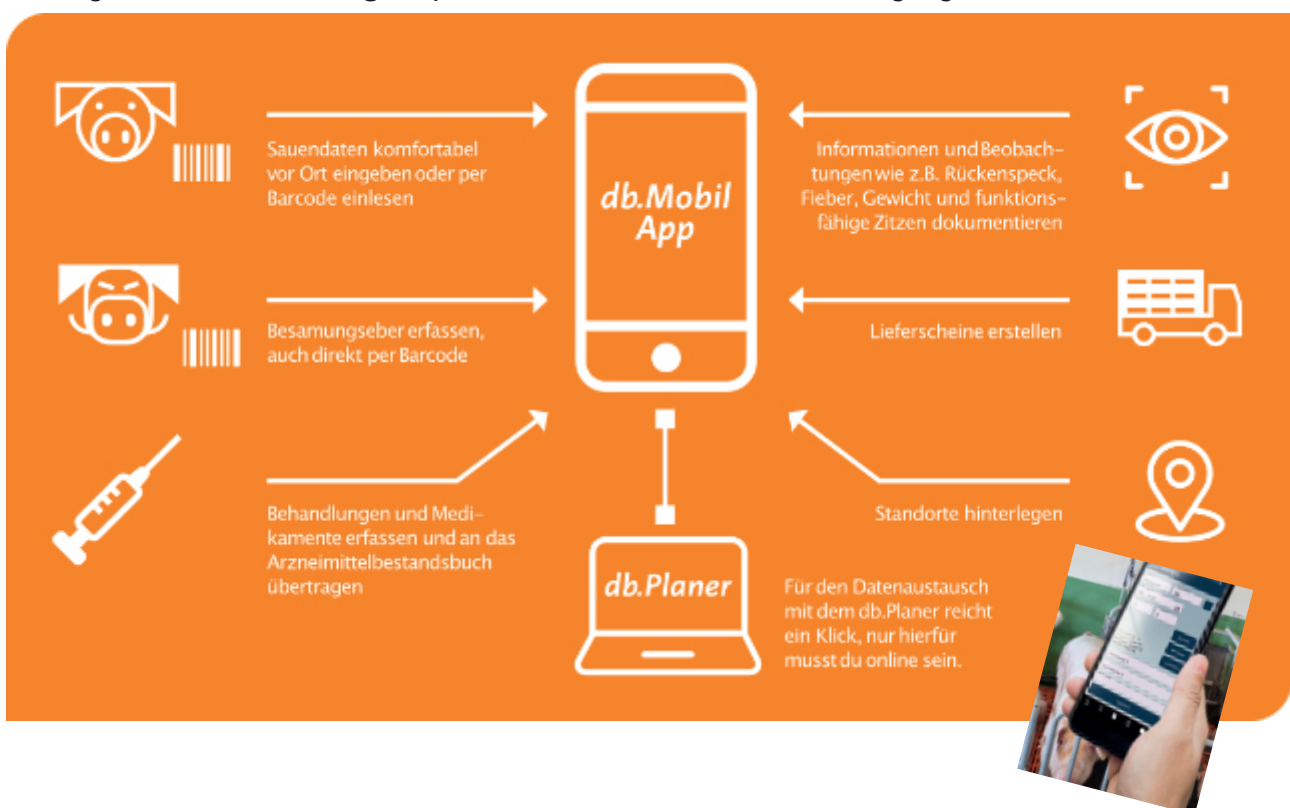 Sauendaten komfortabel
vor Ort eingeben oder per
Barcode einlesen
Besamungseber erfassen,
auch direkt per Barcode
Behandlungen und Medi-
kamente erfassen und an das
Arzneimittelbestandsbuch
übertragen
db.Mobil
App
db.Planer
Informationen und Beobach-
tungen wie z.B. Rückenspeck,
Fieber, Gewicht und funktions-
fähige Zitzen dokumentieren
Lieferscheine erstellen
Standorte hinterlegen
Für den Datenaustausch
mit dem db.Planer reicht
ein Klick, nur hierfür
musst du online sein.